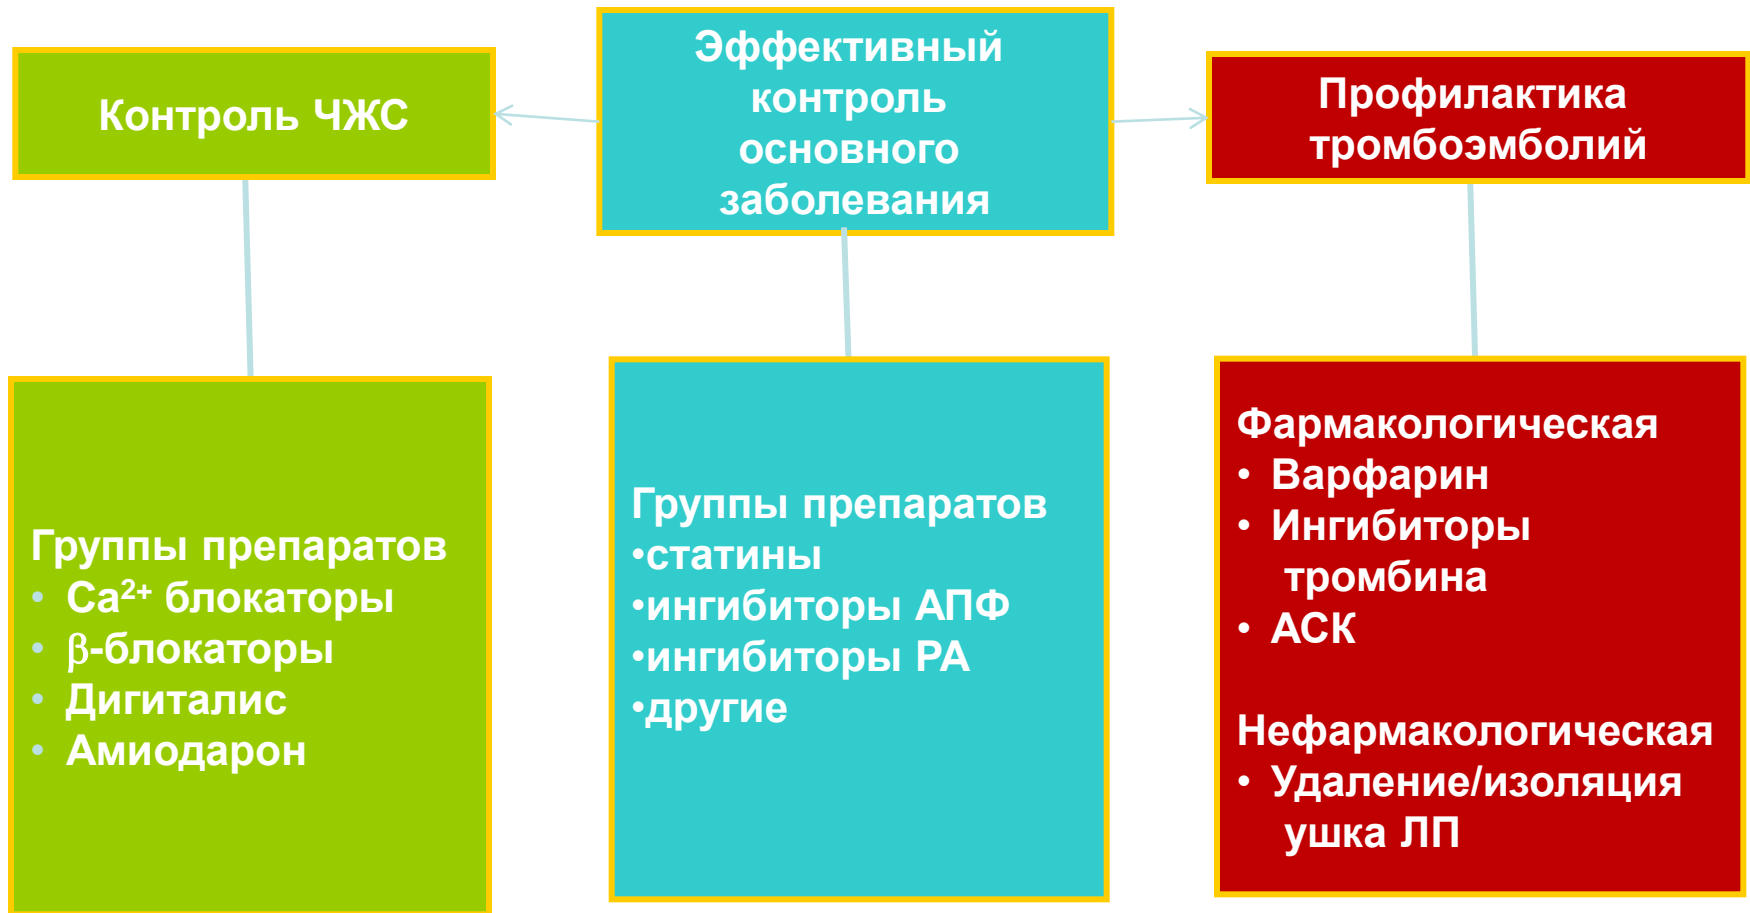 Контроль ЧЖС
Эффективный
контроль
основного
заболевания
Профилактика
тромбоэмболий
Группы препаратов
• Ca²⁺ блокаторы
• β-блокаторы
• Дигиталис
• Амиодарон
Группы препаратов
•статины
•ингибиторы АПФ
•ингибиторы РА
•другие
Фармакологическая
• Варфарин
• Ингибиторы
тромбина
• АСК
Нефармакологическая
• Удаление/изоляция
ушка ЛП